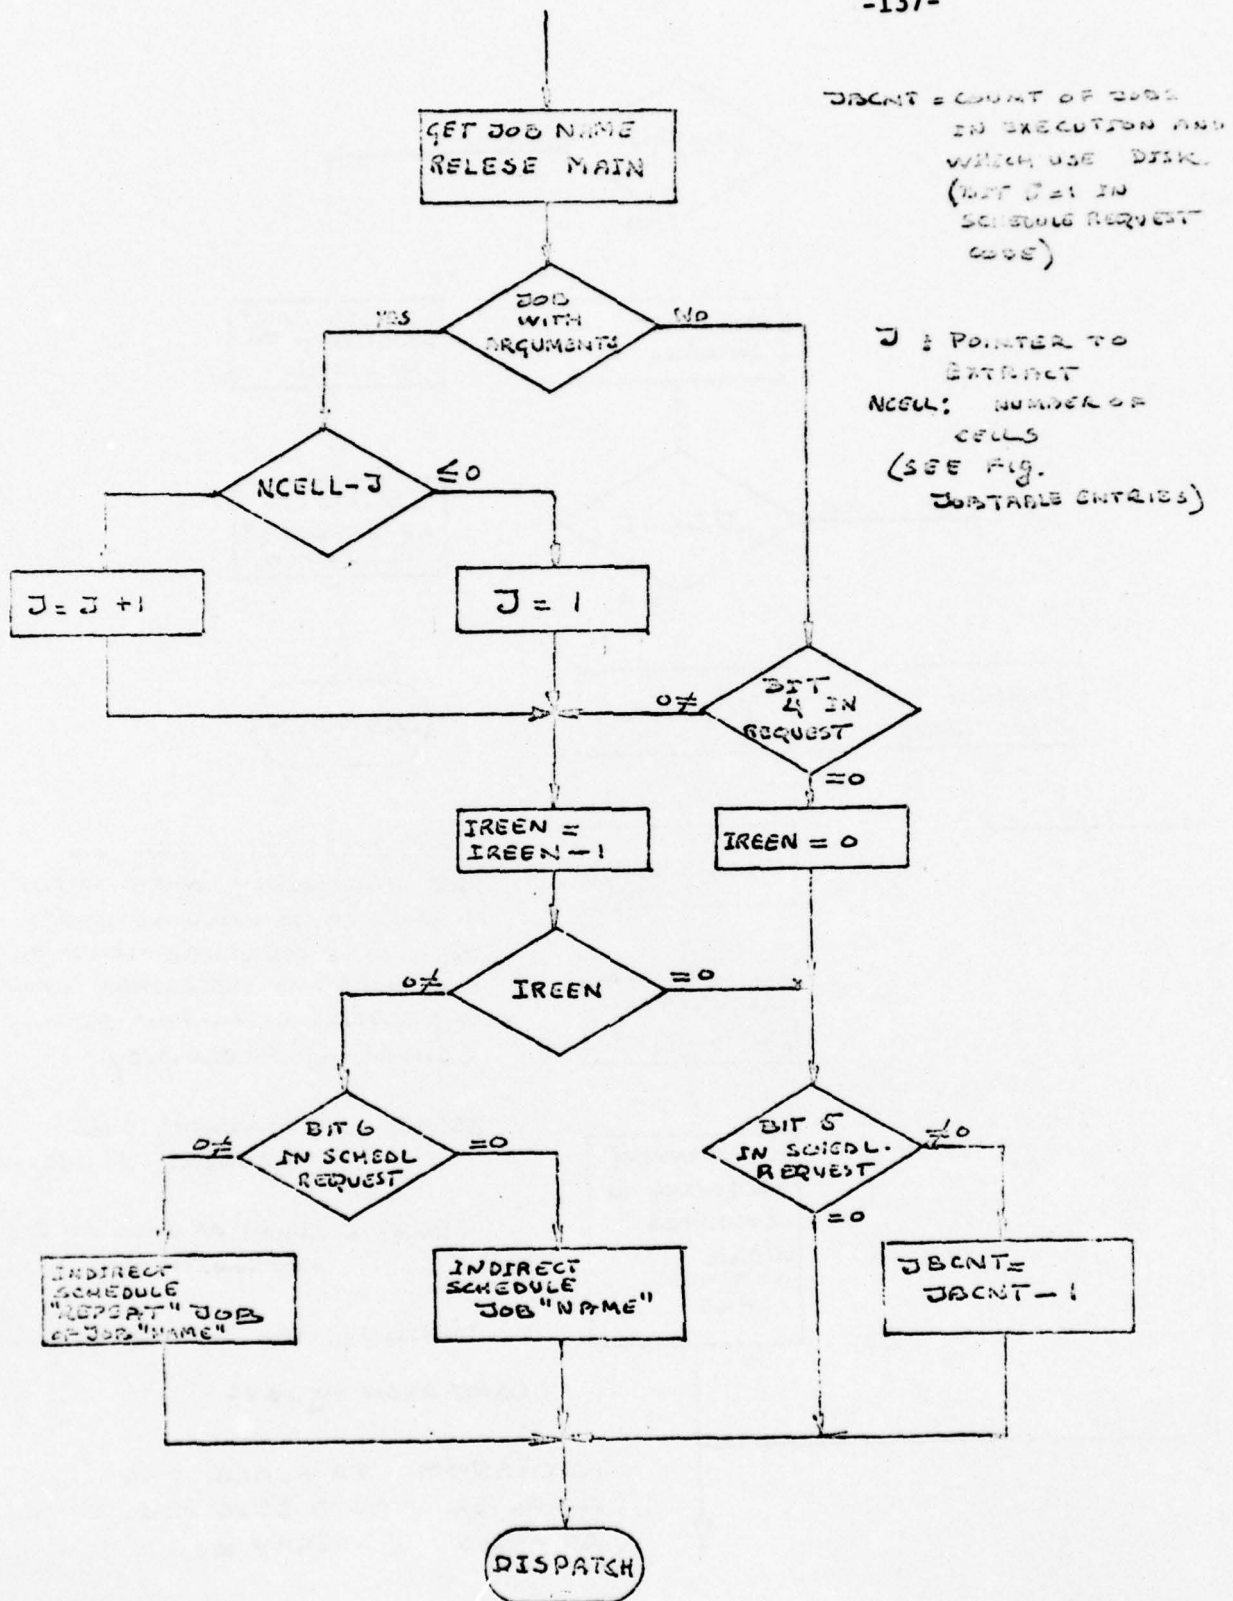 -137-
GET JOB NAME
RELESE MAIN
JBCNT = COUNT OF JOBS
IN EXECUTION AND
WHICH USE DISK.
(BIT 5=1 IN
SCHEDULE REQUEST
CODE)
JOB
WITH
ARGUMENTS
YES
NO
J : POINTER TO
EXTRACT
NCELL: NUMBER OF
CELLS
(SEE Fig.
JOBTABLE ENTRIES)
NCELL-J
≤0
J = J +1
J = 1
BIT
4 IN
REQUEST
0≠
=0
IREEN =
IREEN-1
IREEN = 0
IREEN
0≠
=0
BIT 6
IN SCHEDL
REQUEST
0≠
=0
BIT 5
IN SCHEDL.
REQUEST
≠0
=0
INDIRECT
SCHEDULE
"REPEAT" JOB
OF JOB "NAME"
INDIRECT
SCHEDULE
JOB "NAME"
JBCNT=
JBCNT-1
DISPATCH